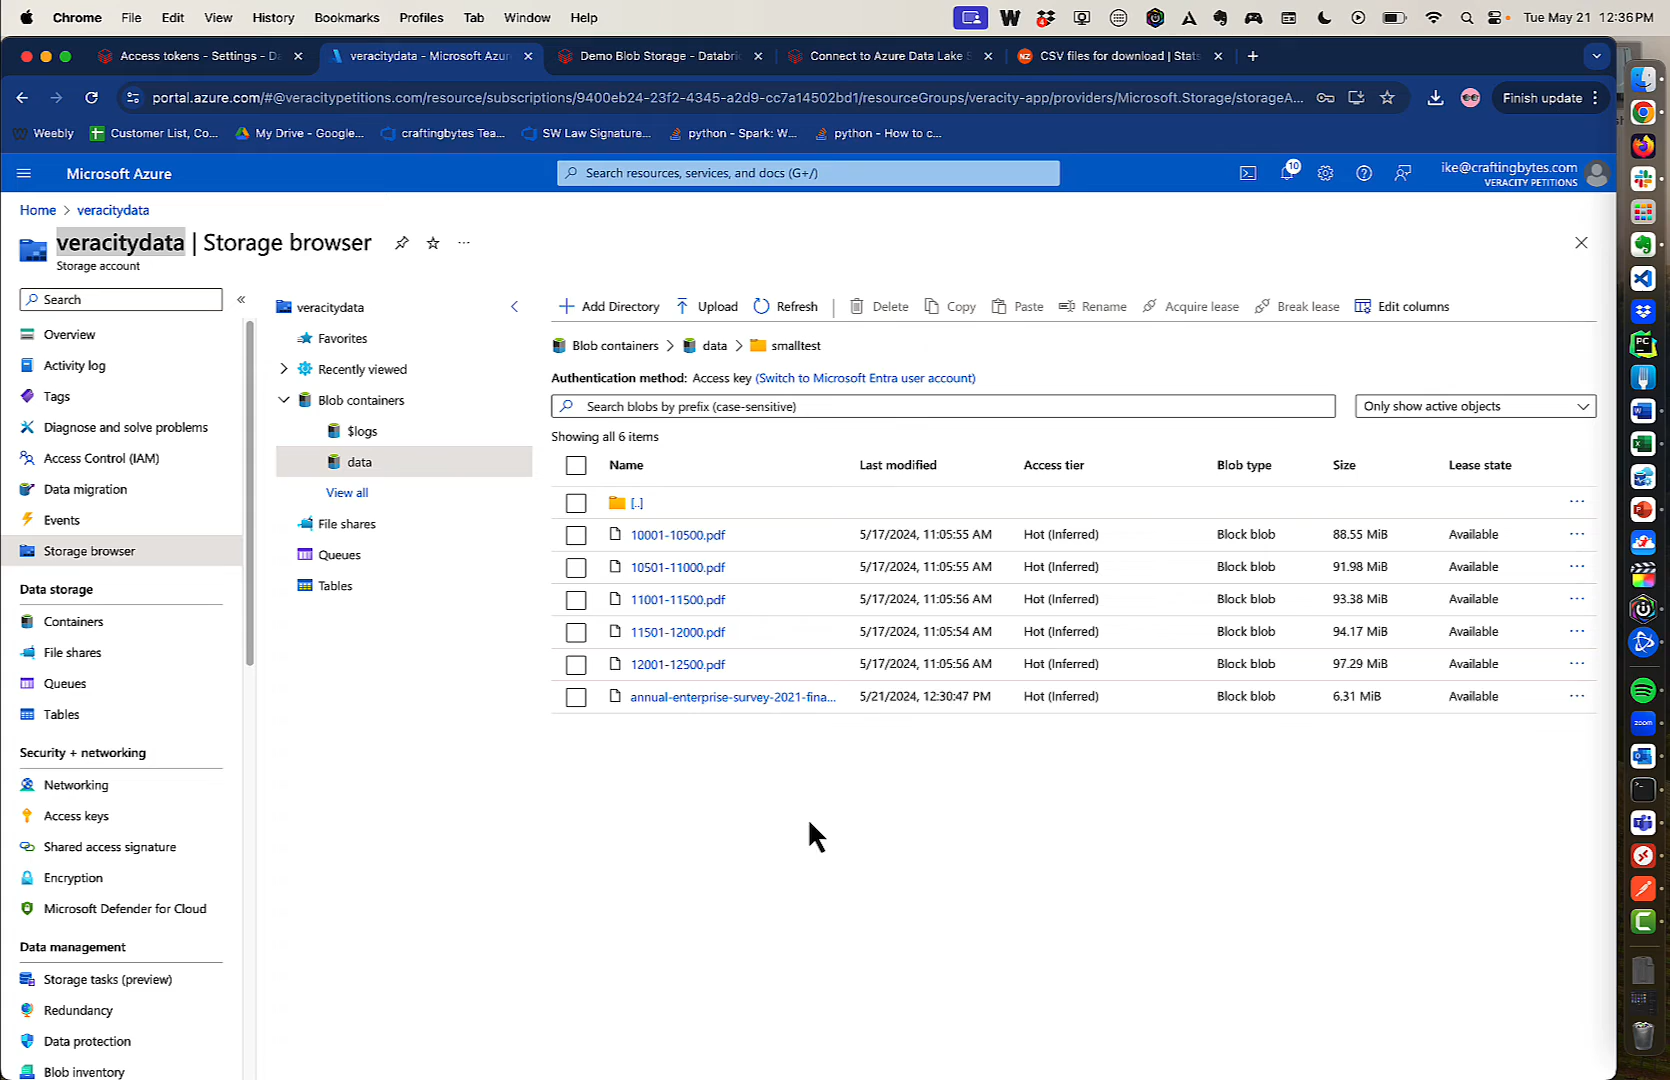 Chrome File Edit View History Bookmarks Profiles Tab Window Help Tue May 21 12:36 PM
Access tokens - Settings - Da veracitydata - Microsoft Azure Demo Blob Storage - Databric Connect to Azure Data Lake S CSV files for download | Stats
portal.azure.com/#@veracitypetitions.com/resource/subscriptions/9400eb24-23f2-4345-a2d9-cc7a14502bd1/resourceGroups/veracity-app/providers/Microsoft.Storage/storageA... Finish update
Weebly Customer List, Co... My Drive - Google... craftingbytes Tea... SW Law Signature... python - Spark: W... python - How to c...
Microsoft Azure Search resources, services, and docs (G+/) 10 ike@craftingbytes.com
VERACITY PETITIONS
Home > veracitydata
veracitydata | Storage browser
Storage account
Search
Overview
Activity log
Tags
Diagnose and solve problems
Access Control (IAM)
Data migration
Events
Storage browser
Data storage
Containers
File shares
Queues
Tables
Security + networking
Networking
Access keys
Shared access signature
Encryption
Microsoft Defender for Cloud
Data management
Storage tasks (preview)
Redundancy
Data protection
Blob inventory
veracitydata
Favorites
Recently viewed
Blob containers
$logs
data
View all
File shares
Queues
Tables
Add Directory Upload Refresh Delete Copy Paste Rename Acquire lease Break lease Edit columns
Blob containers > data > smalltest
Authentication method: Access key (Switch to Microsoft Entra user account)
Search blobs by prefix (case-sensitive) Only show active objects
Showing all 6 items
Name Last modified Access tier Blob type Size Lease state
[..]
10001-10500.pdf 5/17/2024, 11:05:55 AM Hot (Inferred) Block blob 88.55 MiB Available
10501-11000.pdf 5/17/2024, 11:05:55 AM Hot (Inferred) Block blob 91.98 MiB Available
11001-11500.pdf 5/17/2024, 11:05:56 AM Hot (Inferred) Block blob 93.38 MiB Available
11501-12000.pdf 5/17/2024, 11:05:54 AM Hot (Inferred) Block blob 94.17 MiB Available
12001-12500.pdf 5/17/2024, 11:05:56 AM Hot (Inferred) Block blob 97.29 MiB Available
annual-enterprise-survey-2021-fina... 5/21/2024, 12:30:47 PM Hot (Inferred) Block blob 6.31 MiB Available